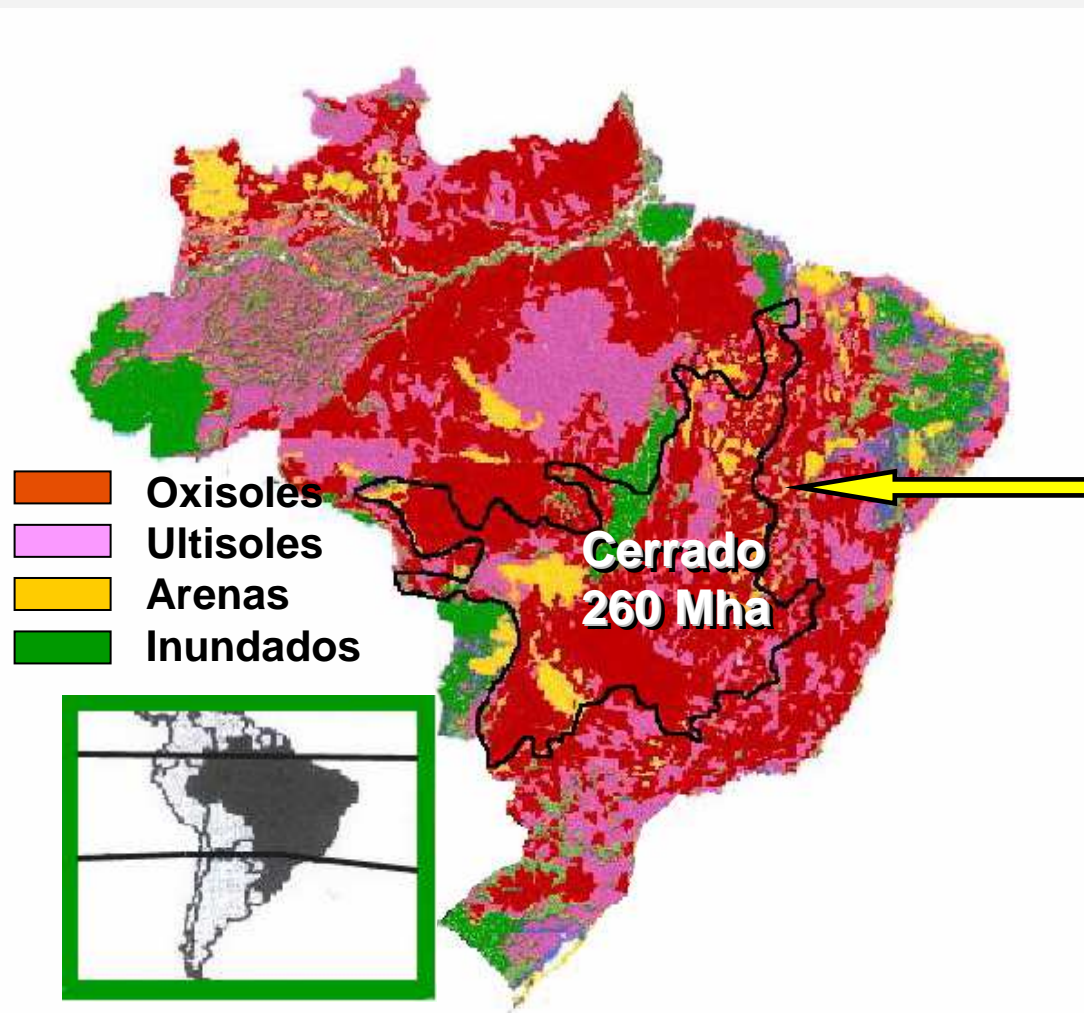 Oxisoles
Ultisoles
Arenas
Inundados
Cerrado
260 Mha